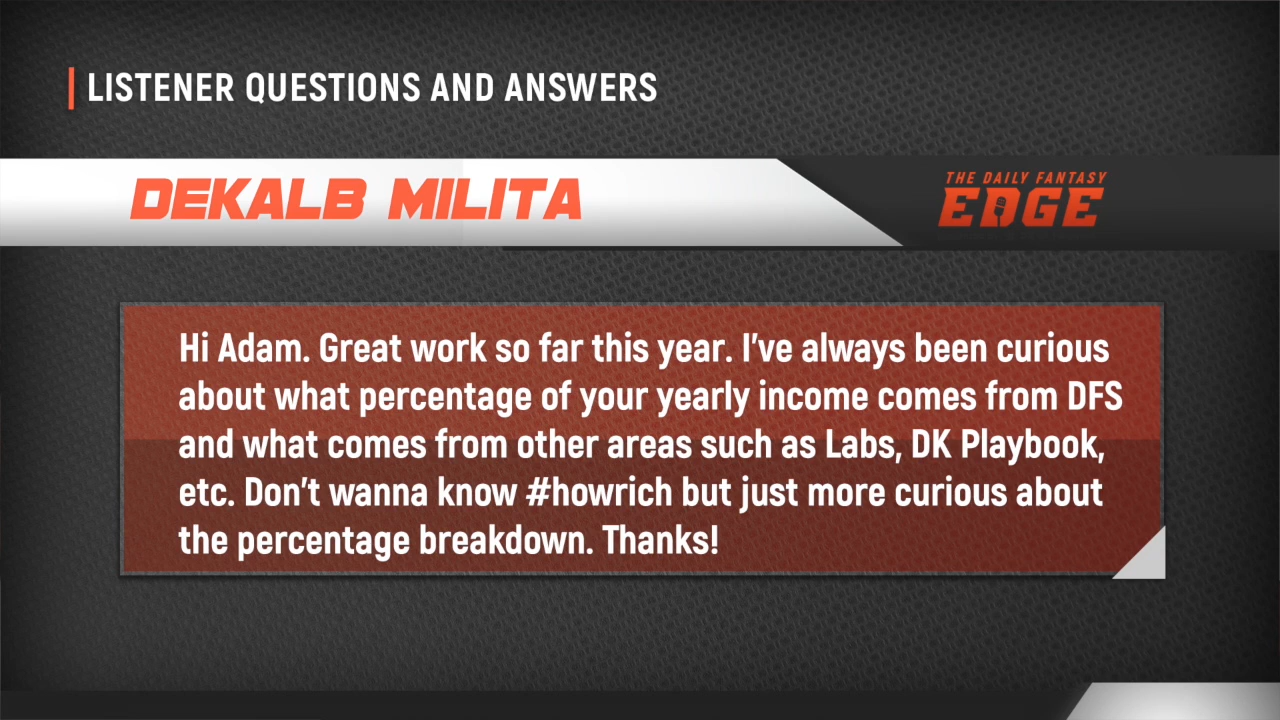 LISTENER QUESTIONS AND ANSWERS
DEKALB MILITA
THE DAILY FANTASY
EDGE
Hi Adam. Great work so far this year. I've always been curious
about what percentage of your yearly income comes from DFS
and what comes from other areas such as Labs, DK Playbook,
etc. Don't wanna know #howrich but just more curious about
the percentage breakdown. Thanks!